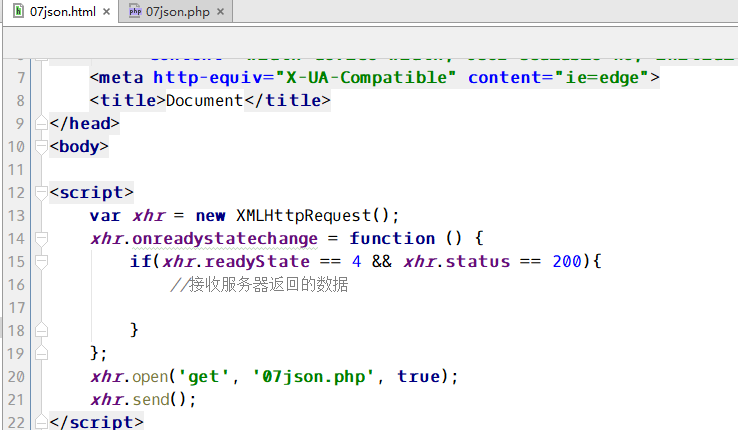 07json.html
07json.php
7 <meta http-equiv="X-UA-Compatible" content="ie=edge">
8 <title>Document</title>
9 </head>
10 <body>
11
12 <script>
13 var xhr = new XMLHttpRequest();
14 xhr.onreadystatechange = function () {
15 if(xhr.readyState == 4 && xhr.status == 200){
16 //接收服务器返回的数据
17
18 }
19 };
20 xhr.open('get', '07json.php', true);
21 xhr.send();
22 </script>